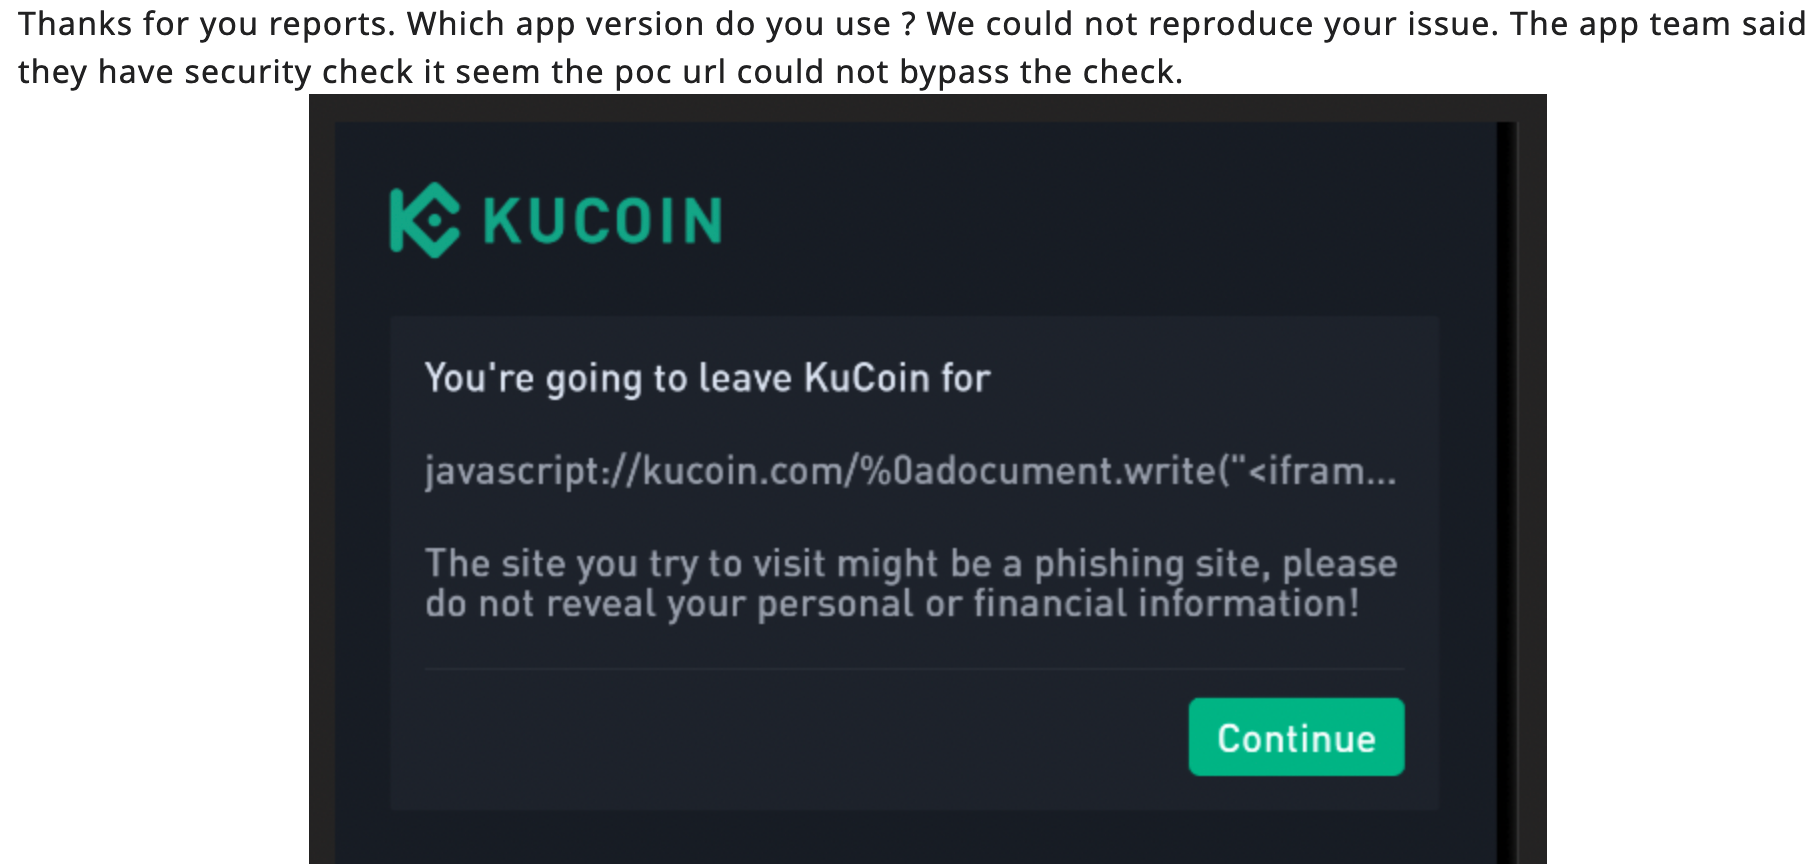 Thanks for you reports. Which app version do you use ? We could not reproduce your issue. The app team said
they have security check it seem the poc url could not bypass the check.
KUCOIN
You're going to leave KuCoin for
javascript://kucoin.com/%0adocument.write("<ifram...
The site you try to visit might be a phishing site, please
do not reveal your personal or financial information!
Continue